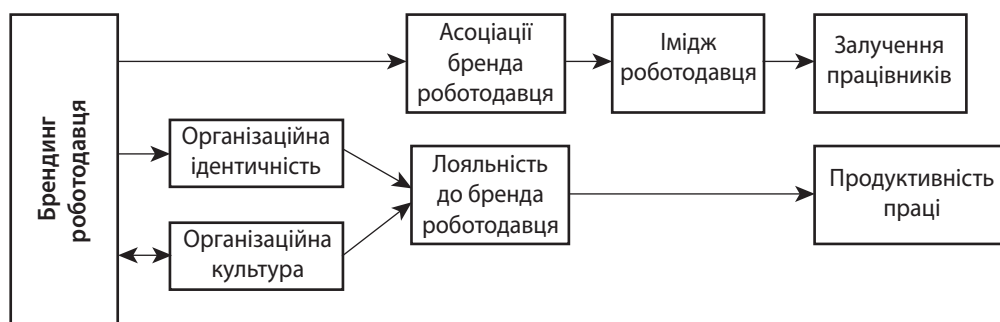 Брендинг
роботодавця
Асоціації
бренда
роботодавця
Імідж
роботодавця
Залучення
працівників
Організаційна
ідентичність
Лояльність
до бренда
роботодавця
Продуктивність
праці
Організаційна
культура